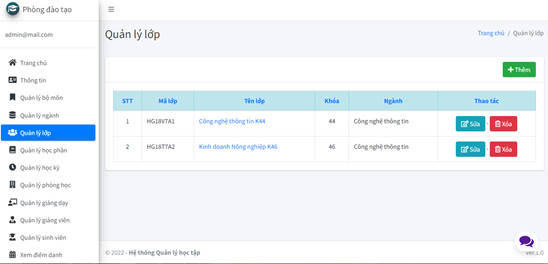 Phòng đào tạo
admin@mail.com
Trang chủ
Thông tin
Quản lý bộ môn
Quản lý ngành
Quản lý lớp
Quản lý học phần
Quản lý học kỳ
Quản lý phòng học
Quản lý giảng dạy
Quản lý giảng viên
Quản lý sinh viên
Xem điểm danh
Quản lý lớp
Trang chủ / Quản lý lớp
Thêm
STT Mã lớp Tên lớp Khóa Ngành Thao tác
1 HG18V7A1 Công nghệ thông tin K44 44 Công nghệ thông tin Sửa Xóa
2 HG18T7A2 Kinh doanh Nông nghiệp K46 46 Công nghệ thông tin Sửa Xóa
© 2022 - Hệ thống Quản lý học tập
Ver.1.0